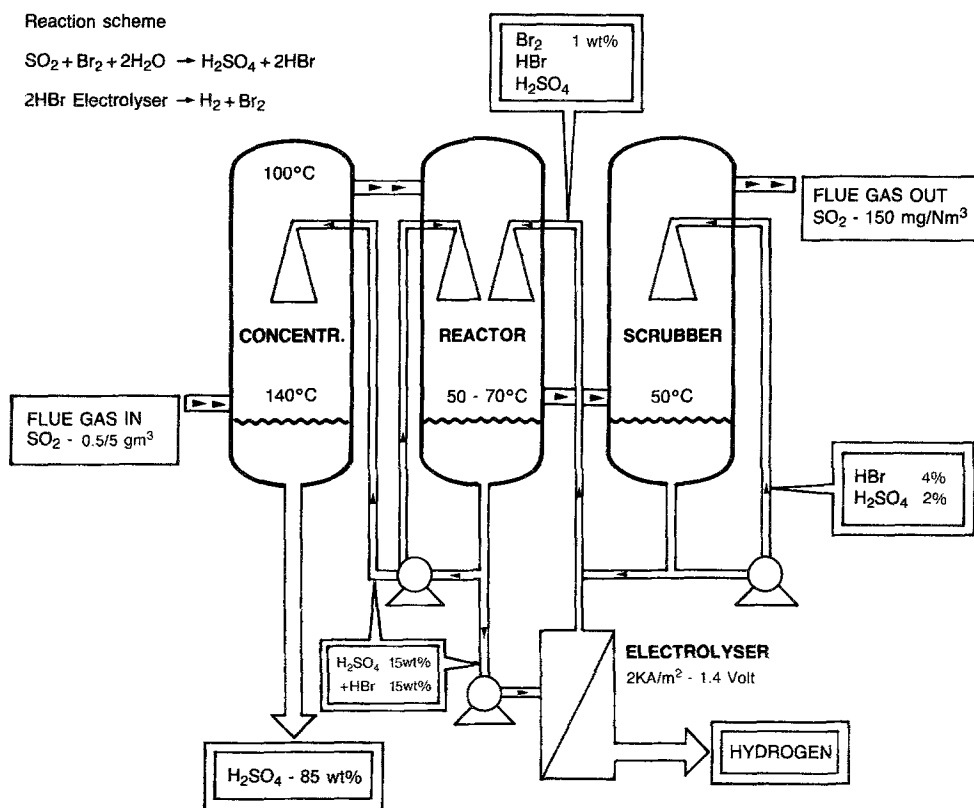 Reaction scheme
SO₂ + Br₂ + 2H₂O → H₂SO₄ + 2HBr
2HBr Electrolyser → H₂ + Br₂
Br₂ 1 wt%
HBr
H₂SO₄
100°C
FLUE GAS OUT
SO₂ - 150 mg/Nm³
CONCENTR.
REACTOR
SCRUBBER
140°C
50 - 70°C
50°C
FLUE GAS IN
SO₂ - 0.5/5 gm³
HBr 4%
H₂SO₄ 2%
H₂SO₄ 15wt%
+HBr 15wt%
ELECTROLYSER
2KA/m² - 1.4 Volt
HYDROGEN
H₂SO₄ - 85 wt%